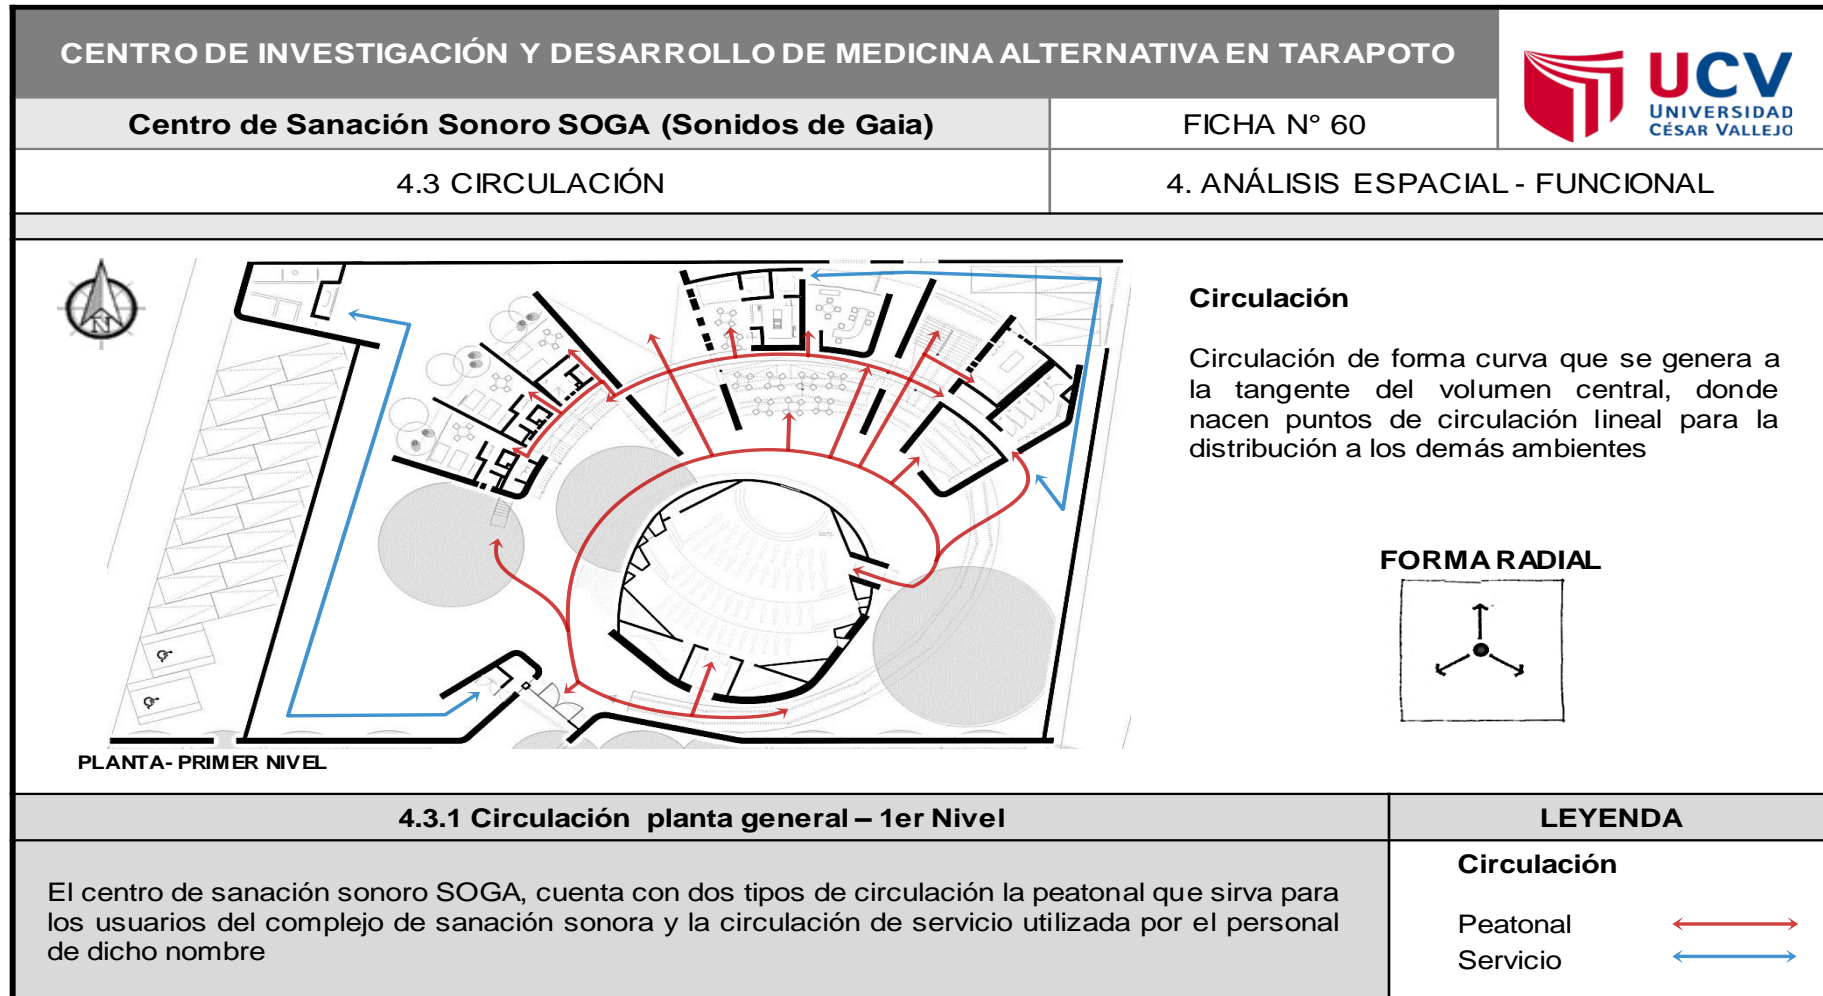 CENTRO DE INVESTIGACIÓN Y DESARROLLO DE MEDICINA ALTERNATIVA EN TARAPOTO
UCV
UNIVERSIDAD
CÉSAR VALLEJO
Centro de Sanación Sonoro SOGA (Sonidos de Gaia)
FICHA N° 60
4.3 CIRCULACIÓN
4. ANÁLISIS ESPACIAL - FUNCIONAL
N
Circulación
Circulación de forma curva que se genera a
la tangente del volumen central, donde
nacen puntos de circulación lineal para la
distribución a los demás ambientes
FORMA RADIAL
PLANTA- PRIMER NIVEL
4.3.1 Circulación planta general – 1er Nivel
LEYENDA
El centro de sanación sonoro SOGA, cuenta con dos tipos de circulación la peatonal que sirva para
los usuarios del complejo de sanación sonora y la circulación de servicio utilizada por el personal
de dicho nombre
Circulación
Peatonal
Servicio